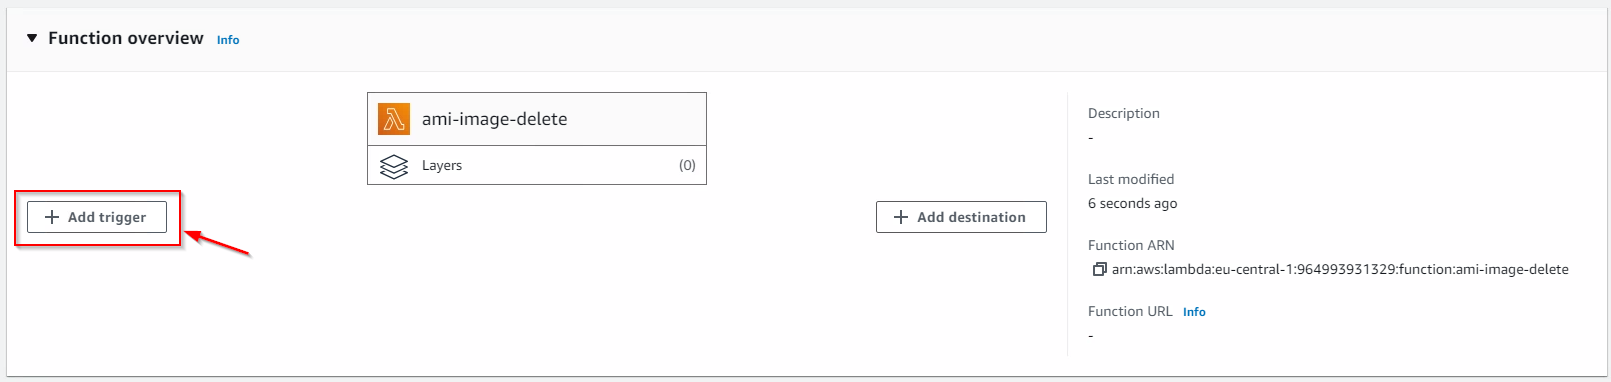 Function overview Info
ami-image-delete
Layers (0)
Add trigger
Add destination
Description
-
Last modified
6 seconds ago
Function ARN
arn:aws:lambda:eu-central-1:964993931329:function:ami-image-delete
Function URL Info
-